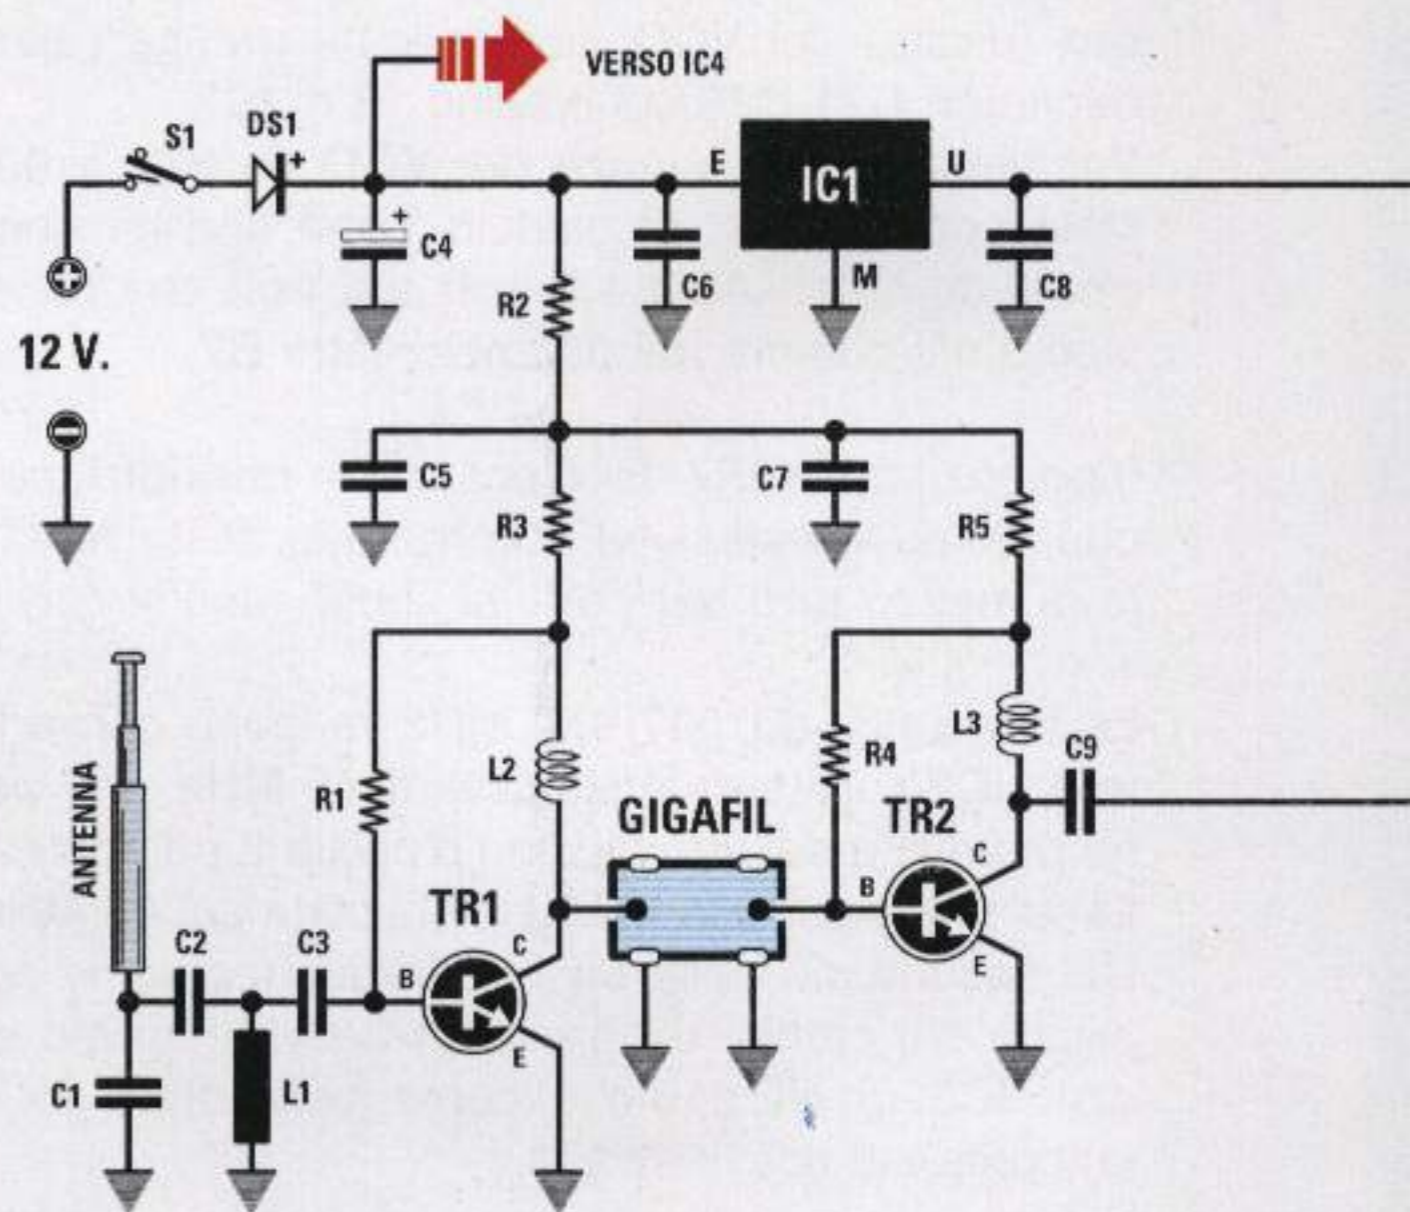 VERSO IC4
S1
DS1
+
E
IC1
U
+
C4
C6
M
C8
R2
12 V.
C5
C7
R3
R5
ANTENNA
R1
L2
R4
L3
C9
GIGAFIL
TR2
C
B
E
TR1
C
B
E
C2
C3
C1
L1